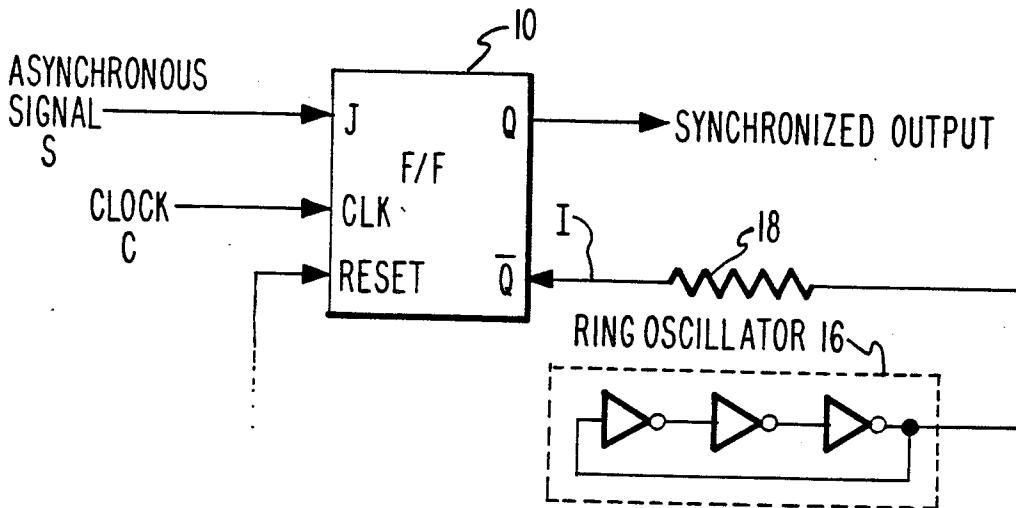 10
ASYNCHRONOUS
SIGNAL
S
J
Q
SYNCHRONIZED OUTPUT
F/F
CLOCK
C
CLK
I
18
RESET
Q̅
RING OSCILLATOR 16